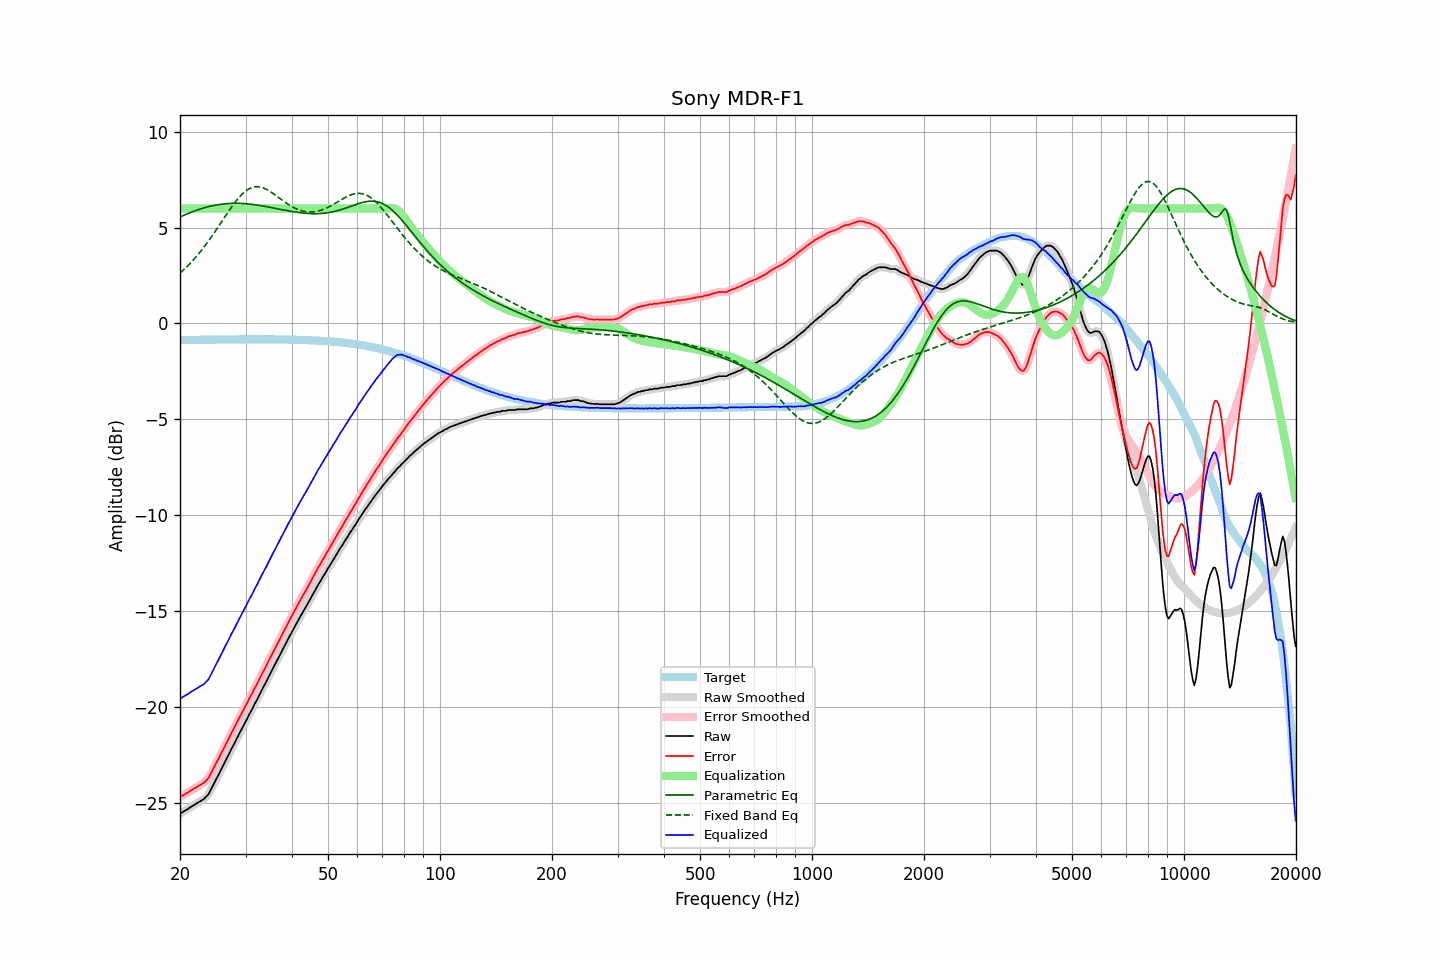 Sony MDR-F1
Amplitude (dBr)
10
5
0
−5
−10
−15
−20
−25
Target
Raw Smoothed
Error Smoothed
Raw
Error
Equalization
Parametric Eq
Fixed Band Eq
Equalized
20 50 100 200 500 1000 2000 5000 10000 20000
Frequency (Hz)